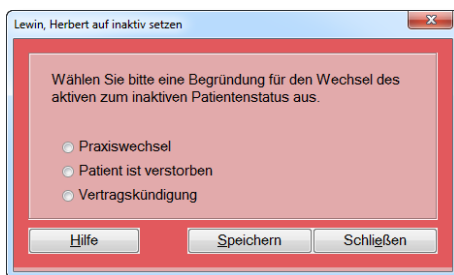 Lewin, Herbert auf inaktiv setzen
Wählen Sie bitte eine Begründung für den Wechsel des
aktiven zum inaktiven Patientenstatus aus.
Praxiswechsel
Patient ist verstorben
Vertragskündigung
Hilfe Speichern Schließen